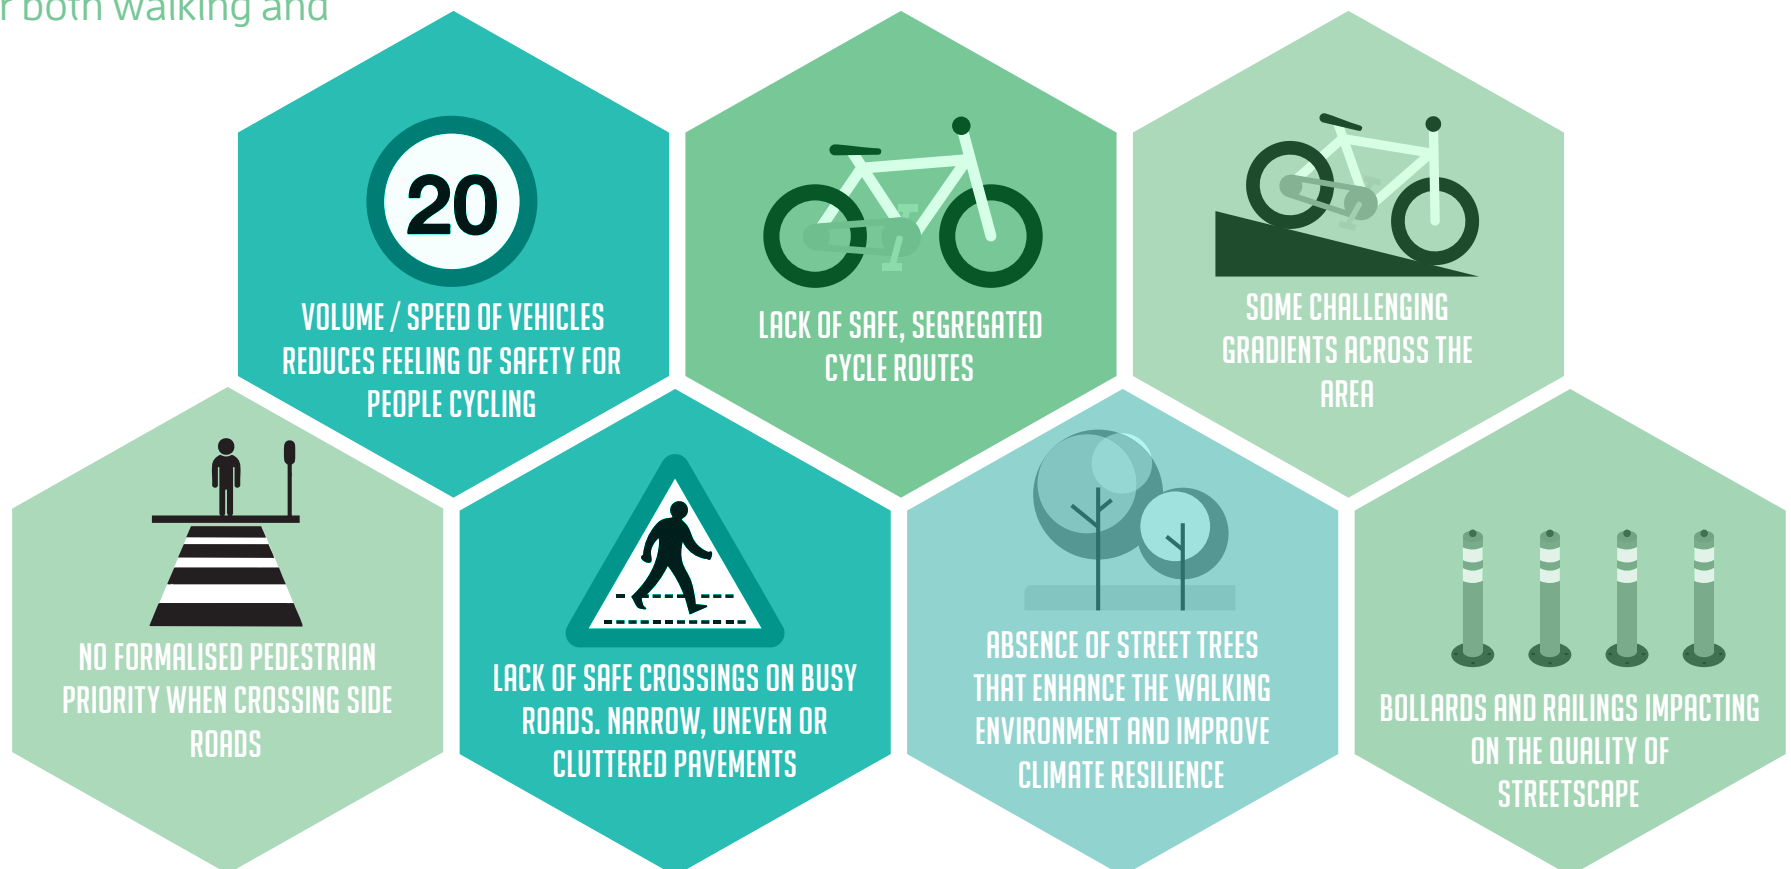 r both walking and
20
VOLUME / SPEED OF VEHICLES
REDUCES FEELING OF SAFETY FOR
PEOPLE CYCLING
LACK OF SAFE, SEGREGATED
CYCLE ROUTES
SOME CHALLENGING
GRADIENTS ACROSS THE
AREA
NO FORMALISED PEDESTRIAN
PRIORITY WHEN CROSSING SIDE
ROADS
LACK OF SAFE CROSSINGS ON BUSY
ROADS. NARROW, UNEVEN OR
CLUTTERED PAVEMENTS
ABSENCE OF STREET TREES
THAT ENHANCE THE WALKING
ENVIRONMENT AND IMPROVE
CLIMATE RESILIENCE
BOLLARDS AND RAILINGS IMPACTING
ON THE QUALITY OF
STREETSCAPE